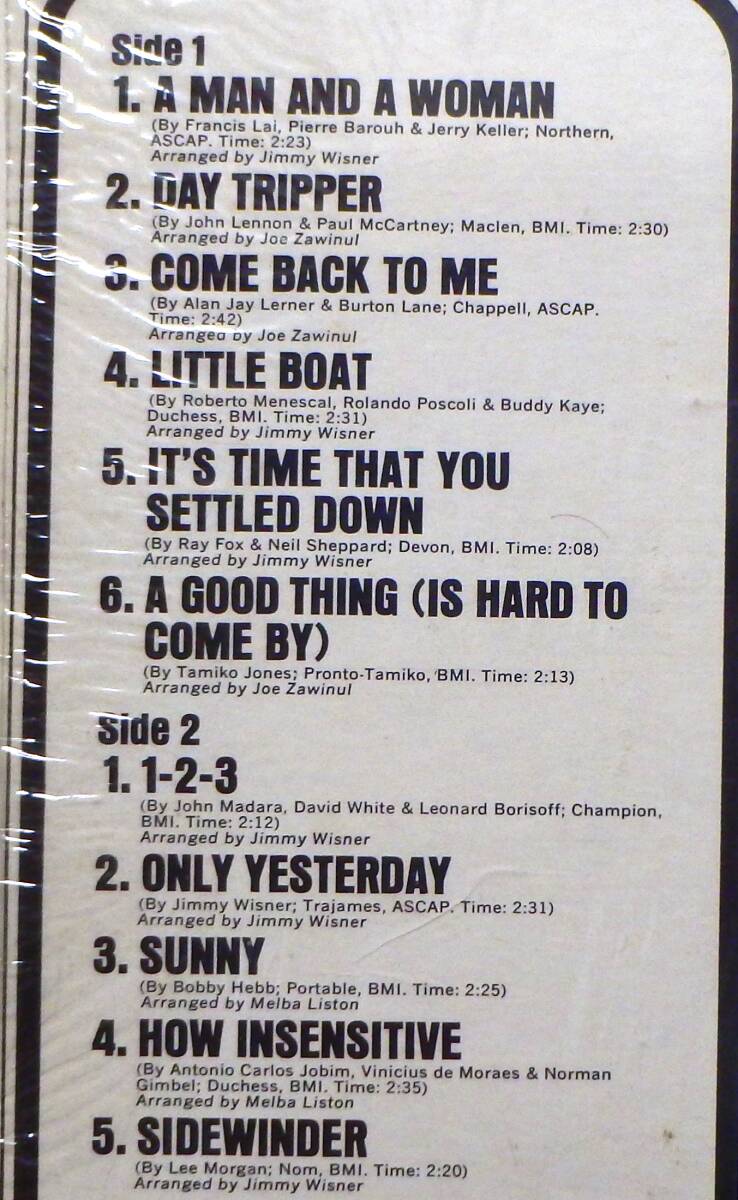 Side 1
1. A MAN AND A WOMAN
(By Francis Lai, Pierre Barouh & Jerry Keller; Northern,
ASCAP. Time: 2:23)
Arranged by Jimmy Wisner
2. DAY TRIPPER
(By John Lennon & Paul McCartney; Maclen, BMI. Time: 2:30)
Arranged by Joe Zawinul
3. COME BACK TO ME
(By Alan Jay Lerner & Burton Lane; Chappell, ASCAP.
Time: 2:42)
Arranged by Joe Zawinul
4. LITTLE BOAT
(By Roberto Menescal, Rolando Poscoli & Buddy Kaye;
Duchess, BMI. Time: 2:31)
Arranged by Jimmy Wisner
5. IT'S TIME THAT YOU
SETTLED DOWN
(By Ray Fox & Neil Sheppard; Devon, BMI. Time: 2:08)
Arranged by Jimmy Wisner
6. A GOOD THING (IS HARD TO
COME BY)
(By Tamiko Jones; Pronto-Tamiko, BMI. Time: 2:13)
Arranged by Joe Zawinul
Side 2
1. 1-2-3
(By John Madara, David White & Leonard Borisoff; Champion,
BMI. Time: 2:12)
Arranged by Jimmy Wisner
2. ONLY YESTERDAY
(By Jimmy Wisner; Trajames, ASCAP. Time: 2:31)
Arranged by Jimmy Wisner
3. SUNNY
(By Bobby Hebb; Portable, BMI. Time: 2:25)
Arranged by Melba Liston
4. HOW INSENSITIVE
(By Antonio Carlos Jobim, Vinicius de Moraes & Norman
Gimbel; Duchess, BMI. Time: 2:35)
Arranged by Melba Liston
5. SIDEWINDER
(By Lee Morgan; Nom, BMI. Time: 2:20)
Arranged by Jimmy Wisner